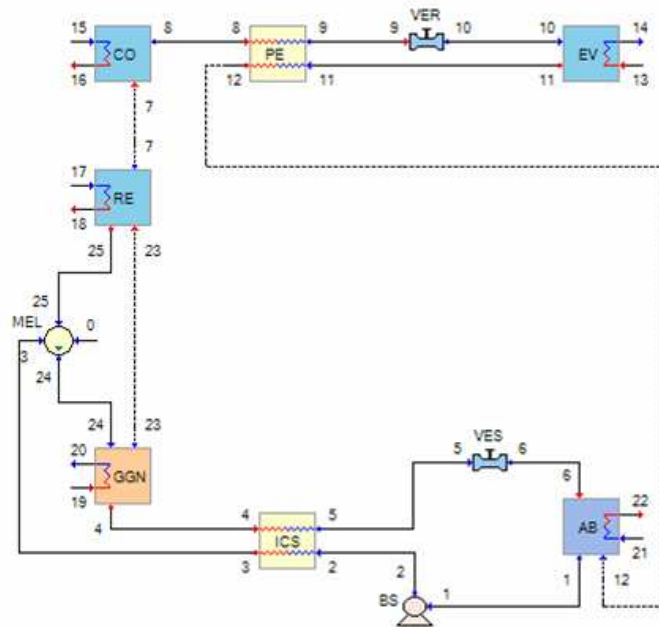 VER
15 8 8 9 9 10 10 14
CO PE EV
16 12 11 11 13
7
7
17
RE
18
25 23
25
MEL 0
3
24
24 23
20 VES
GGN 5 6
19 6
4 4 5 22
ICS AB
3 2 21
2 1 12
BS 1